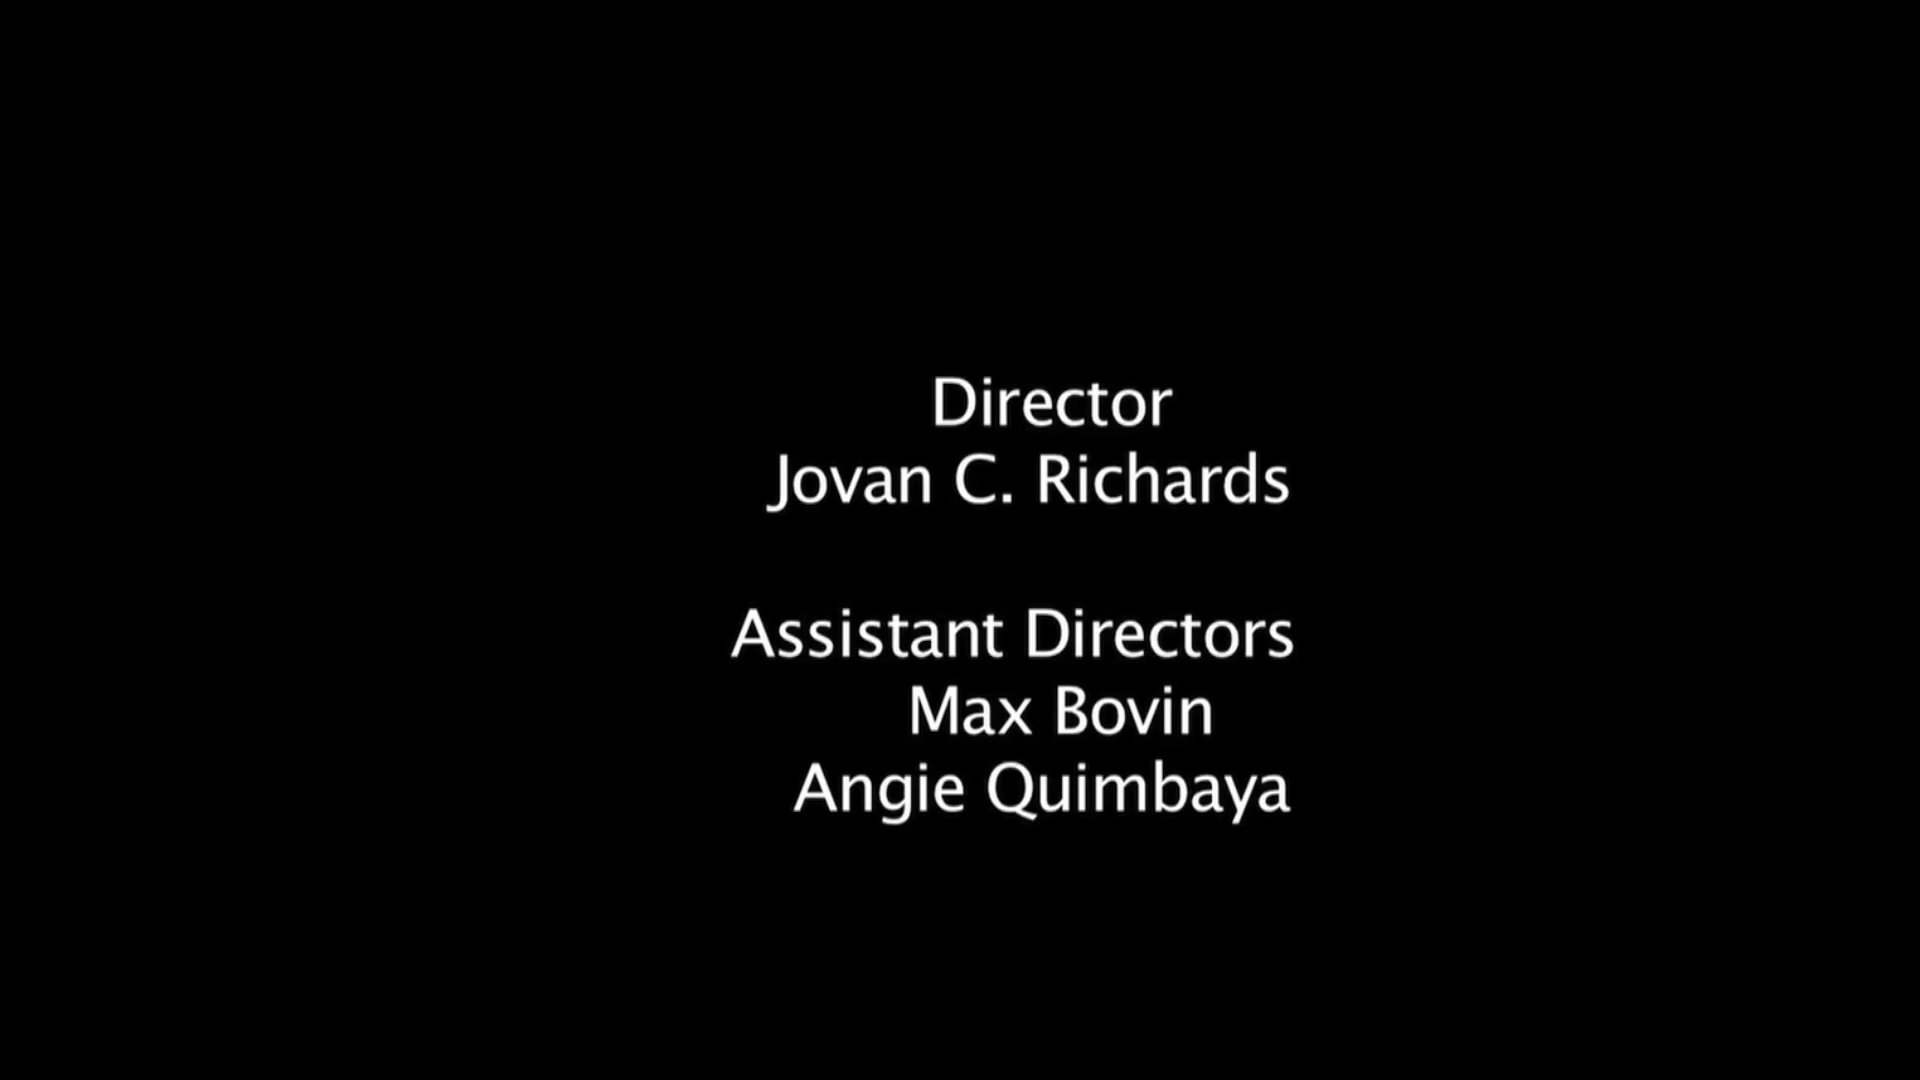 Director
Jovan C. Richards
Assistant Directors
Max Bovin
Angie Quimbaya